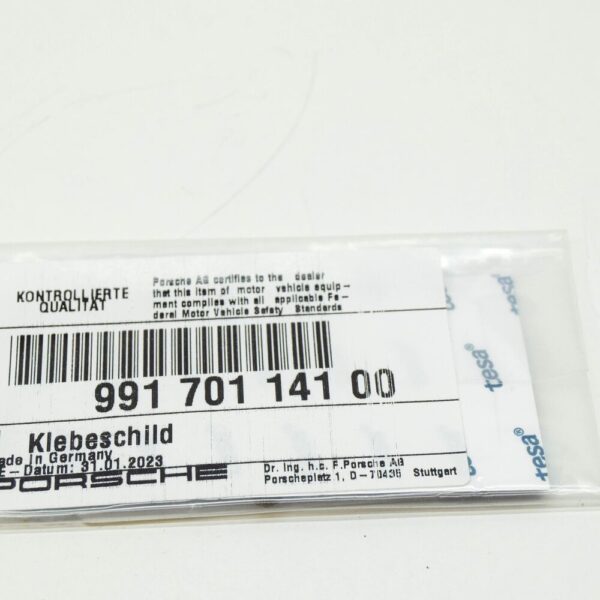 KONTROLLIERTE
QUALITÄT
Porsche AG certifies to the dealer
that this item of motor vehicle equip-
ment complies with all applicable Fe-
deral Motor Vehicle Safety Standards
991 701 141 00
Klebeschild
ade in Germany
E-Datum: 31.01.2023
PORSCHE
Dr. Ing. h.c. F.Porsche AG
Porscheplatz 1, D-70435 Stuttgart
tesa®
tesa®